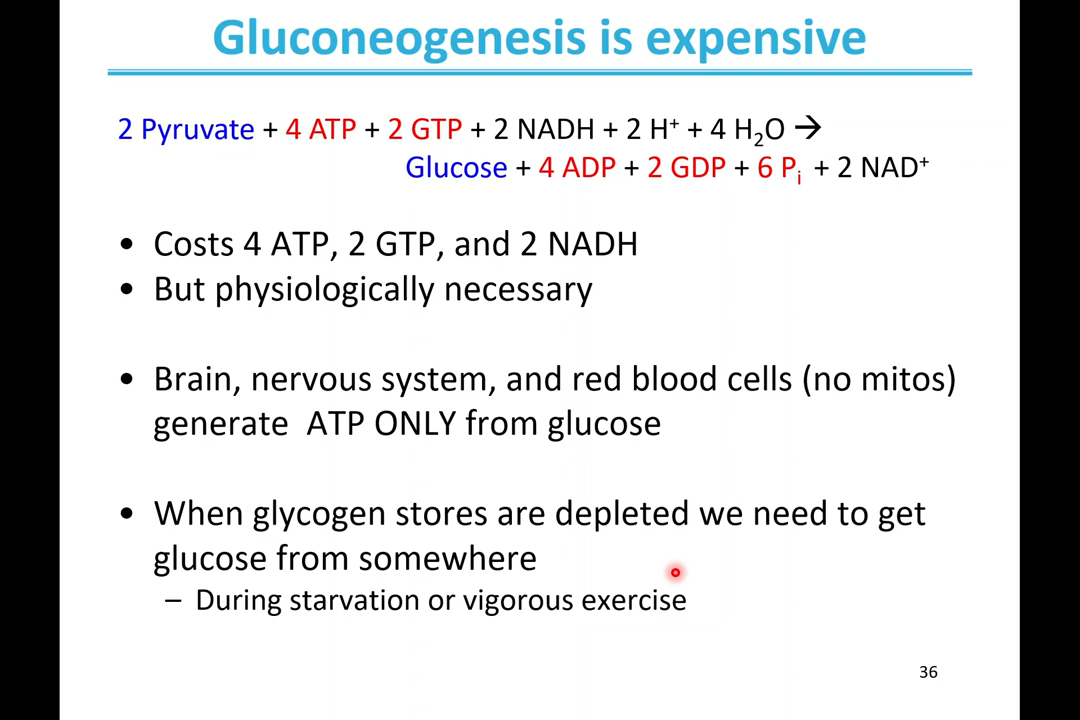 Gluconeogenesis is expensive
2 Pyruvate + 4 ATP + 2 GTP + 2 NADH + 2 H⁺ + 4 H₂O →
Glucose + 4 ADP + 2 GDP + 6 Pᵢ + 2 NAD⁺
• Costs 4 ATP, 2 GTP, and 2 NADH
• But physiologically necessary
• Brain, nervous system, and red blood cells (no mitos)
generate ATP ONLY from glucose
• When glycogen stores are depleted we need to get
glucose from somewhere
– During starvation or vigorous exercise
36